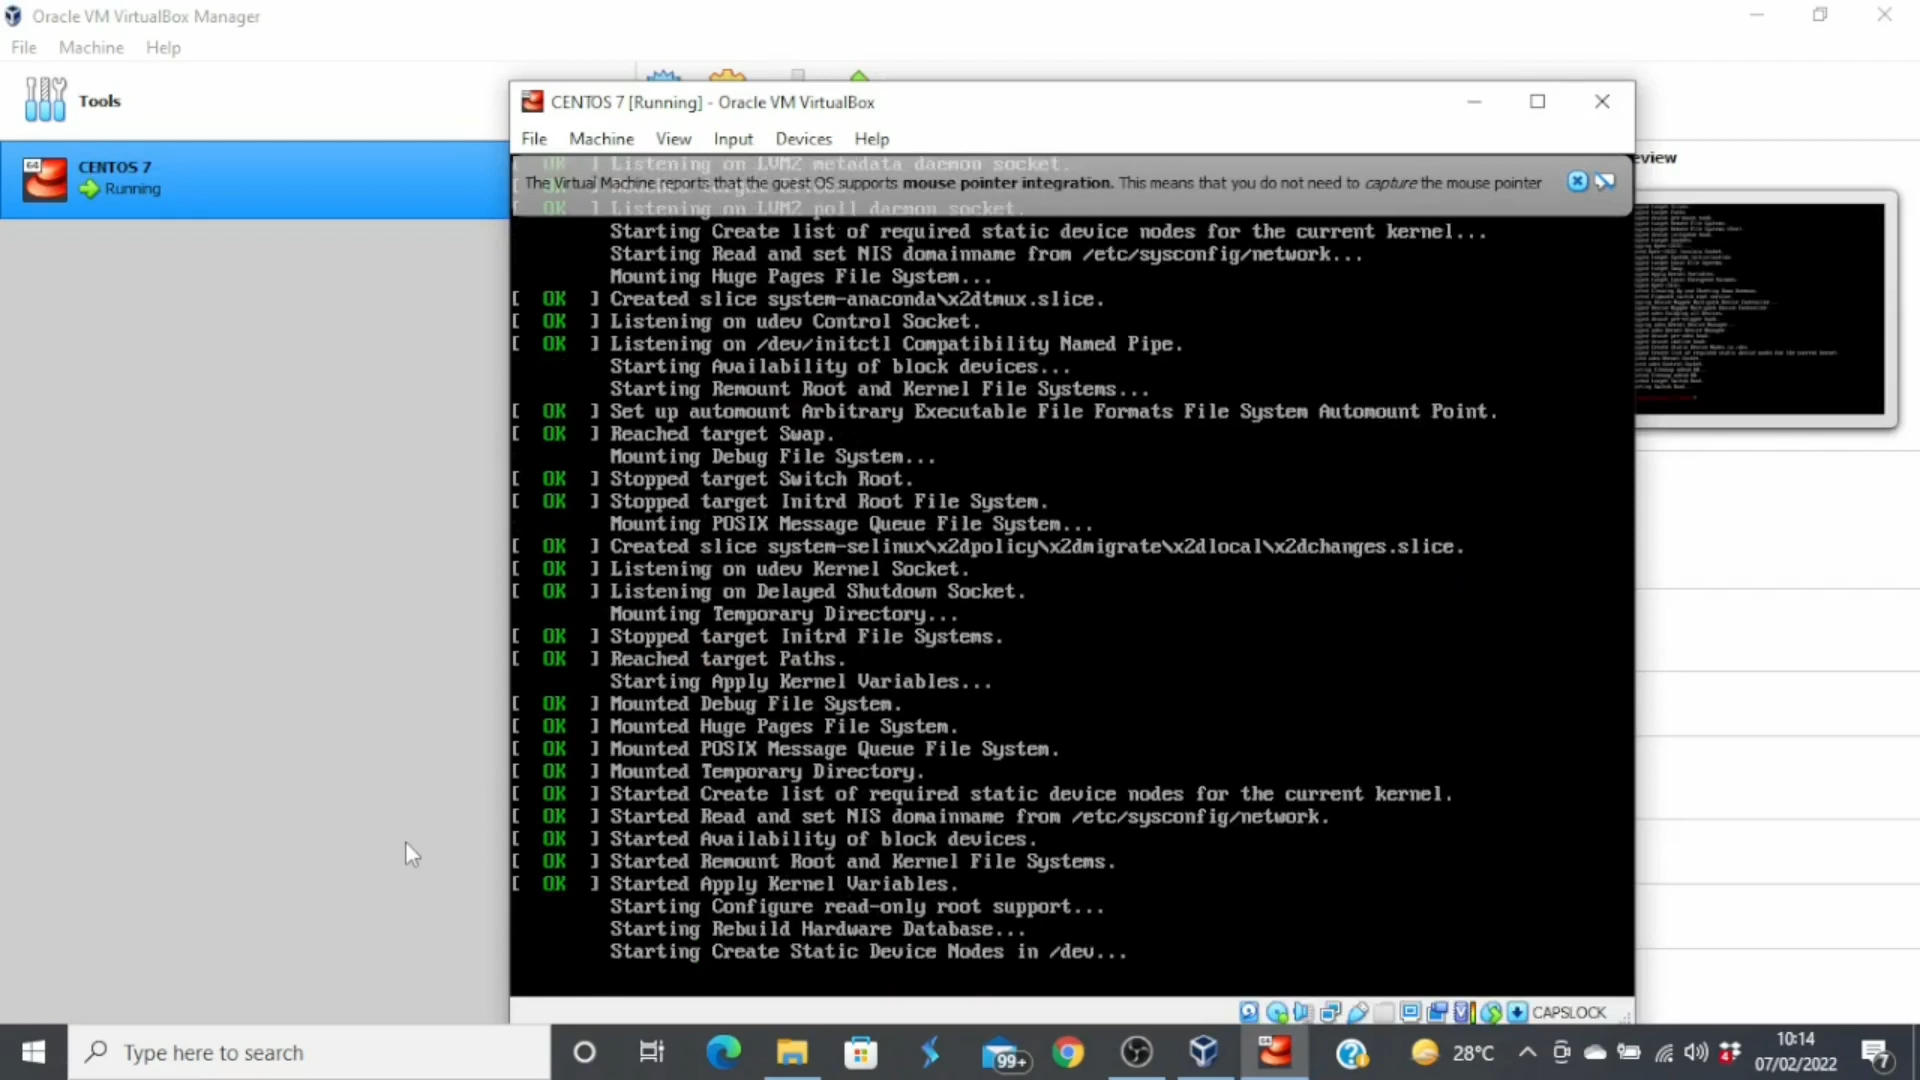 Oracle VM VirtualBox Manager
File Machine Help
Tools
CENTOS 7
Running
64
CENTOS 7 [Running] - Oracle VM VirtualBox
File Machine View Input Devices Help
[ OK ] Listening on LVM2 metadata daemon socket.
The Virtual Machine reports that the guest OS supports mouse pointer integration. This means that you do not need to capture the mouse pointer
[ OK ] Listening on LVM2 poll daemon socket.
Starting Create list of required static device nodes for the current kernel...
Starting Read and set NIS domainname from /etc/sysconfig/network...
Mounting Huge Pages File System...
[ OK ] Created slice system-anaconda\x2dtmux.slice.
[ OK ] Listening on udev Control Socket.
[ OK ] Listening on /dev/initctl Compatibility Named Pipe.
Starting Availability of block devices...
Starting Remount Root and Kernel File Systems...
[ OK ] Set up automount Arbitrary Executable File Formats File System Automount Point.
[ OK ] Reached target Swap.
Mounting Debug File System...
[ OK ] Stopped target Switch Root.
[ OK ] Stopped target Initrd Root File System.
Mounting POSIX Message Queue File System...
[ OK ] Created slice system-selinux\x2dpolicy\x2dmigrate\x2dlocal\x2dchanges.slice.
[ OK ] Listening on udev Kernel Socket.
[ OK ] Listening on Delayed Shutdown Socket.
Mounting Temporary Directory...
[ OK ] Stopped target Initrd File Systems.
[ OK ] Reached target Paths.
Starting Apply Kernel Variables...
[ OK ] Mounted Debug File System.
[ OK ] Mounted Huge Pages File System.
[ OK ] Mounted POSIX Message Queue File System.
[ OK ] Mounted Temporary Directory.
[ OK ] Started Create list of required static device nodes for the current kernel.
[ OK ] Started Read and set NIS domainname from /etc/sysconfig/network.
[ OK ] Started Availability of block devices.
[ OK ] Started Remount Root and Kernel File Systems.
[ OK ] Started Apply Kernel Variables.
Starting Configure read-only root support...
Starting Rebuild Hardware Database...
Starting Create Static Device Nodes in /dev...
CAPSLOCK
eview
Type here to search
99+
28°C
10:14
07/02/2022
7